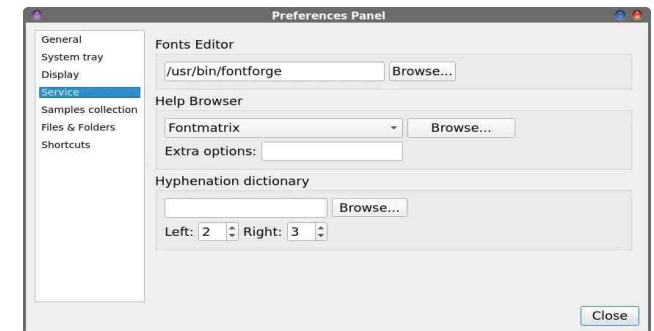 Preferences Panel
General
System tray
Display
Service
Samples collection
Files & Folders
Shortcuts
Fonts Editor
/usr/bin/fontforge Browse...
Help Browser
Fontmatrix Browse...
Extra options:
Hyphenation dictionary
Browse...
Left: 2 Right: 3
Close